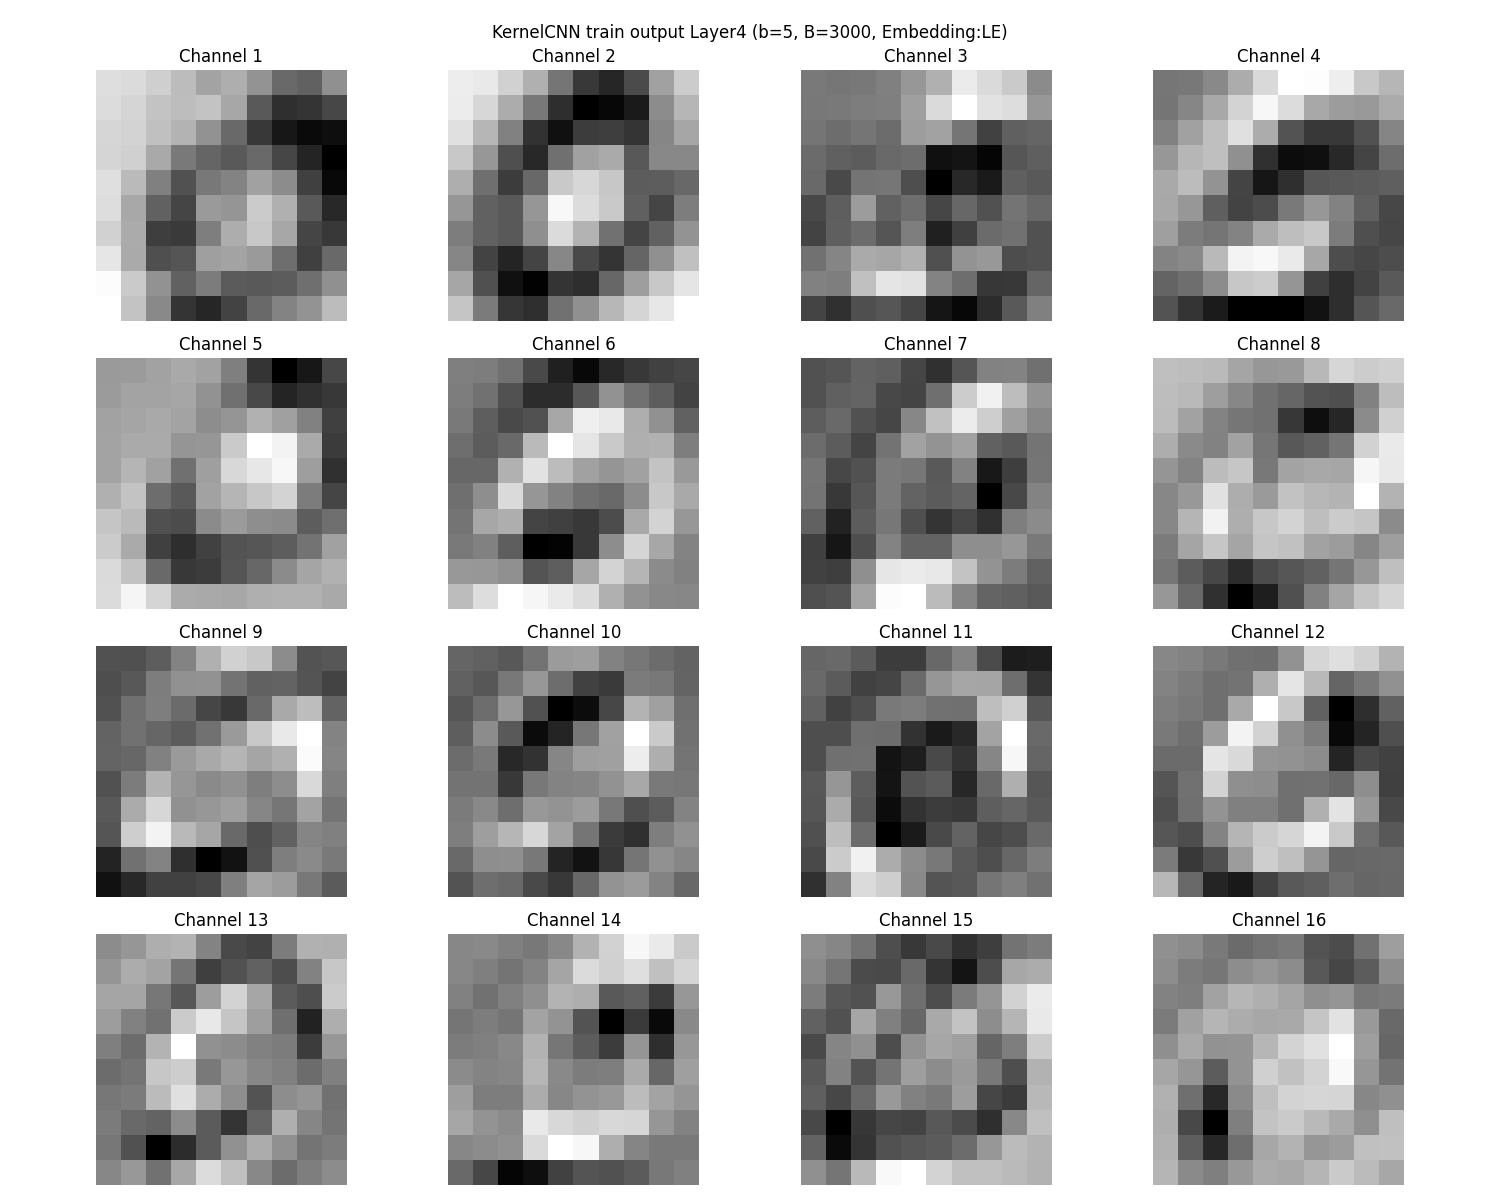 KernelCNN train output Layer4 (b=5, B=3000, Embedding:LE)
Channel 1
Channel 2
Channel 3
Channel 4
Channel 5
Channel 6
Channel 7
Channel 8
Channel 9
Channel 10
Channel 11
Channel 12
Channel 13
Channel 14
Channel 15
Channel 16